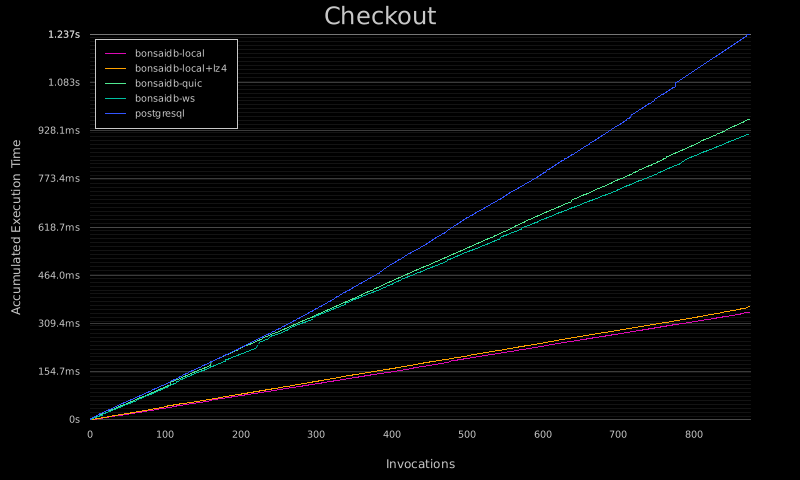 Checkout
1.237s
1.083s
928.1ms
773.4ms
618.7ms
464.0ms
309.4ms
154.7ms
0s
Accumulated Execution Time
bonsaidb-local
bonsaidb-local+lz4
bonsaidb-quic
bonsaidb-ws
postgresql
0 100 200 300 400 500 600 700 800
Invocations